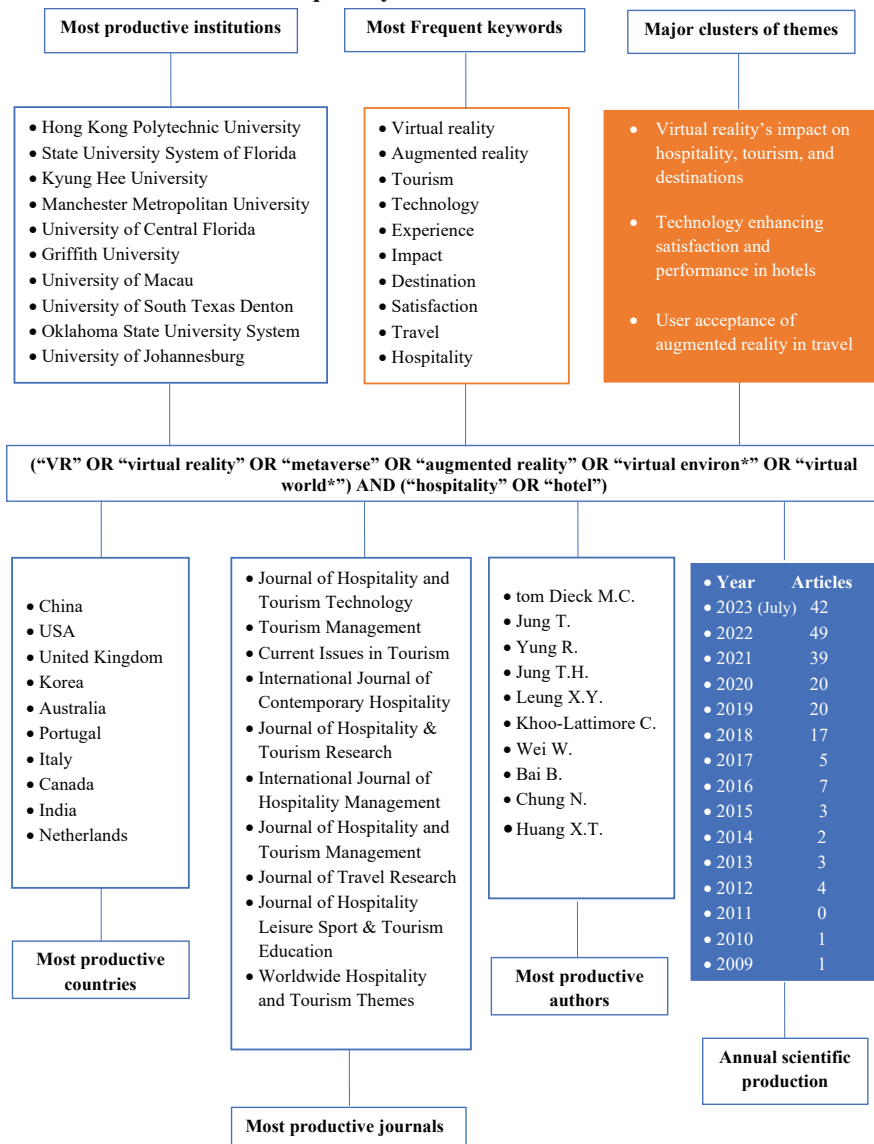 Most productive institutions
Most Frequent keywords
Major clusters of themes
• Hong Kong Polytechnic University
• State University System of Florida
• Kyung Hee University
• Manchester Metropolitan University
• University of Central Florida
• Griffith University
• University of Macau
• University of South Texas Denton
• Oklahoma State University System
• University of Johannesburg
• Virtual reality
• Augmented reality
• Tourism
• Technology
• Experience
• Impact
• Destination
• Satisfaction
• Travel
• Hospitality
• Virtual reality’s impact on
hospitality, tourism, and
destinations
• Technology enhancing
satisfaction and
performance in hotels
• User acceptance of
augmented reality in travel
(“VR” OR “virtual reality” OR “metaverse” OR “augmented reality” OR “virtual environ*” OR “virtual
world*”) AND (“hospitality” OR “hotel”)
• China
• USA
• United Kingdom
• Korea
• Australia
• Portugal
• Italy
• Canada
• India
• Netherlands
Most productive
countries
• Journal of Hospitality and
Tourism Technology
• Tourism Management
• Current Issues in Tourism
• International Journal of
Contemporary Hospitality
• Journal of Hospitality &
Tourism Research
• International Journal of
Hospitality Management
• Journal of Hospitality and
Tourism Management
• Journal of Travel Research
• Journal of Hospitality
Leisure Sport & Tourism
Education
• Worldwide Hospitality
and Tourism Themes
Most productive journals
• tom Dieck M.C.
• Jung T.
• Yung R.
• Jung T.H.
• Leung X.Y.
• Khoo-Lattimore C.
• Wei W.
• Bai B.
• Chung N.
• Huang X.T.
Most productive
authors
• Year Articles
• 2023 (July) 42
• 2022 49
• 2021 39
• 2020 20
• 2019 20
• 2018 17
• 2017 5
• 2016 7
• 2015 3
• 2014 2
• 2013 3
• 2012 4
• 2011 0
• 2010 1
• 2009 1
Annual scientific
production